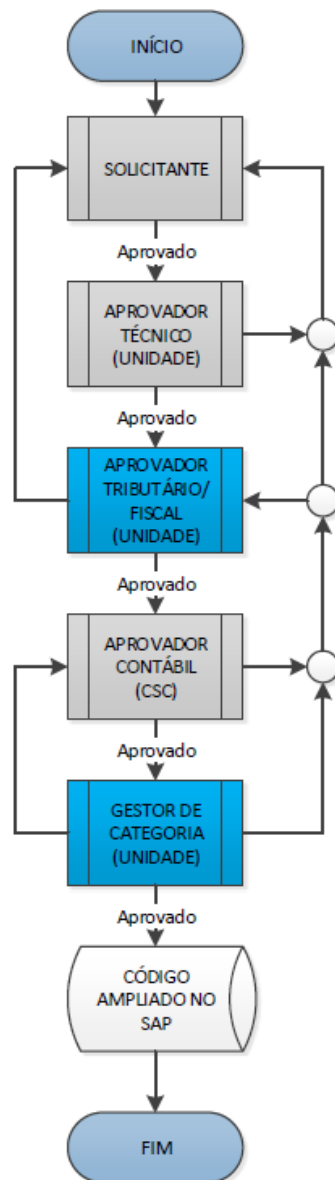 INÍCIO
SOLICITANTE
Aprovado
APROVADOR
TÉCNICO
(UNIDADE)
Aprovado
APROVADOR
TRIBUTÁRIO/
FISCAL
(UNIDADE)
Aprovado
APROVADOR
CONTÁBIL
(CSC)
Aprovado
GESTOR DE
CATEGORIA
(UNIDADE)
Aprovado
CÓDIGO
AMPLIADO NO
SAP
FIM